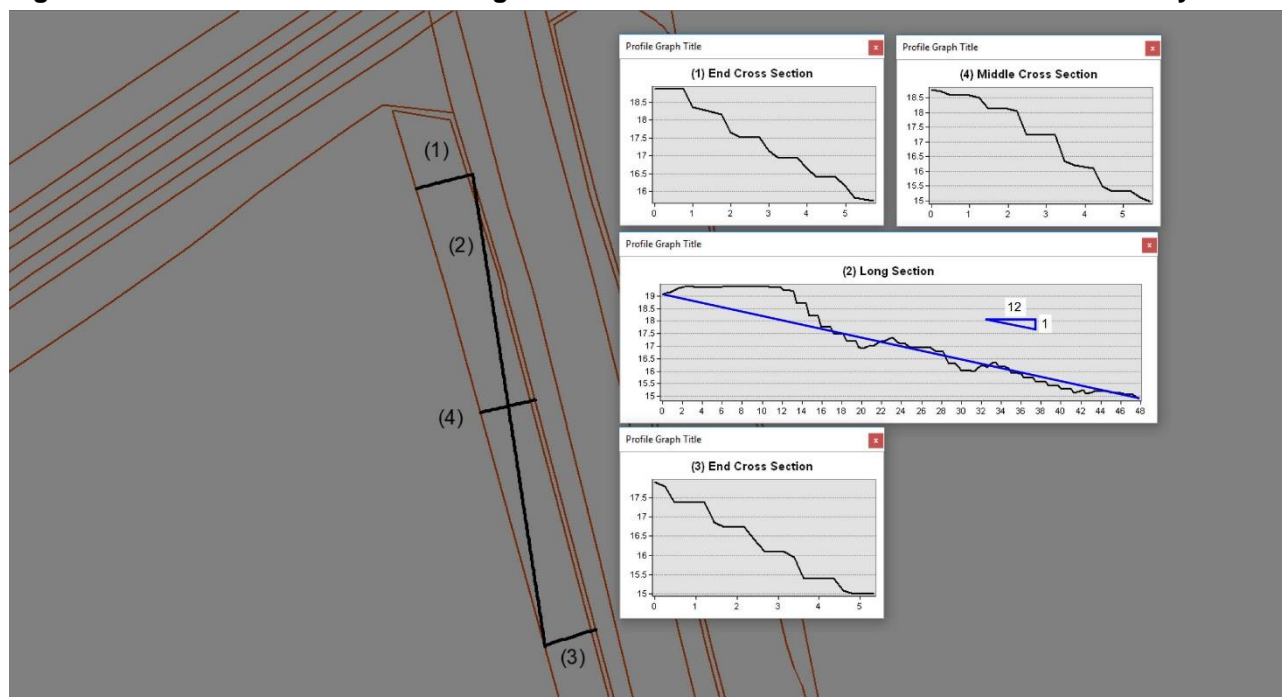 (1)
(2)
(4)
(3)
Profile Graph Title
x
(1) End Cross Section
18.5
18
17.5
17
16.5
16
0 1 2 3 4 5
Profile Graph Title
x
(4) Middle Cross Section
18.5
18
17.5
17
16.5
16
15.5
15
0 1 2 3 4 5
Profile Graph Title
x
(2) Long Section
12
1
19
18.5
18
17.5
17
16.5
16
15.5
15
0 2 4 6 8 10 12 14 16 18 20 22 24 26 28 30 32 34 36 38 40 42 44 46 48
Profile Graph Title
x
(3) End Cross Section
17.5
17
16.5
16
15.5
15
0 1 2 3 4 5